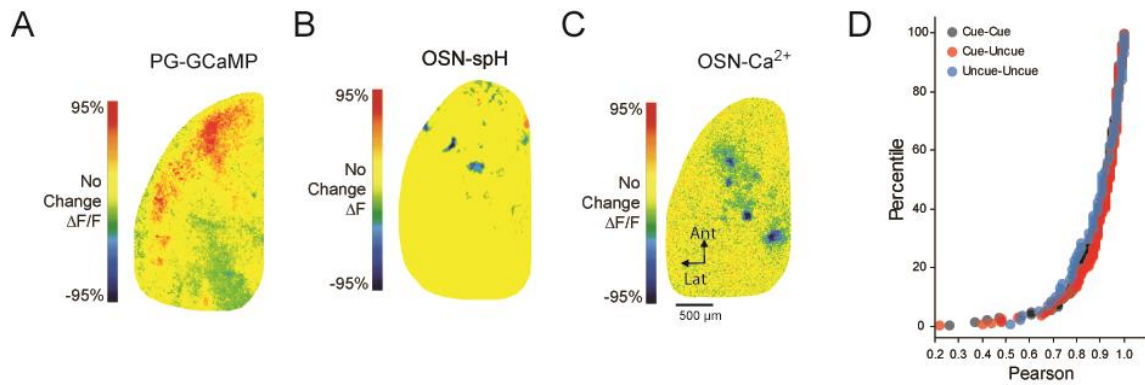 A
PG-GCaMP
95%
No
Change
ΔF/F
-95%
B
OSN-spH
95%
No
Change
ΔF
-95%
C
OSN-Ca²⁺
95%
No
Change
ΔF/F
-95%
Ant
Lat
500 µm
D
Cue-Cue
Cue-Uncue
Uncue-Uncue
Percentile
100
80
60
40
20
0
0.2 0.3 0.4 0.5 0.6 0.7 0.8 0.9 1.0
Pearson